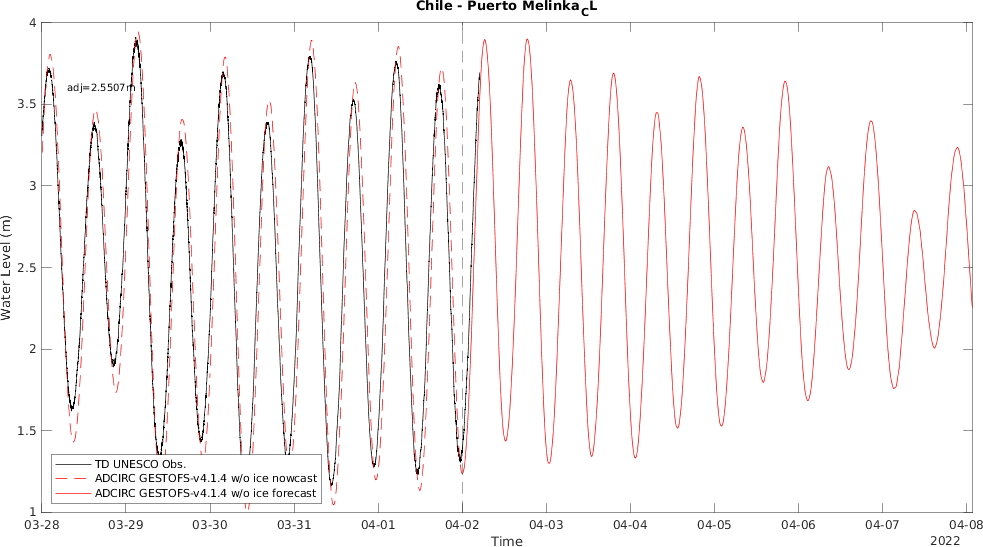 Chile - Puerto Melinka_CL
4
adj=2.5507m
3.5
3
2.5
2
1.5
1
Water Level (m)
TD UNESCO Obs.
ADCIRC GESTOFS-v4.1.4 w/o ice nowcast
ADCIRC GESTOFS-v4.1.4 w/o ice forecast
03-28 03-29 03-30 03-31 04-01 04-02 04-03 04-04 04-05 04-06 04-07 04-08
Time
2022